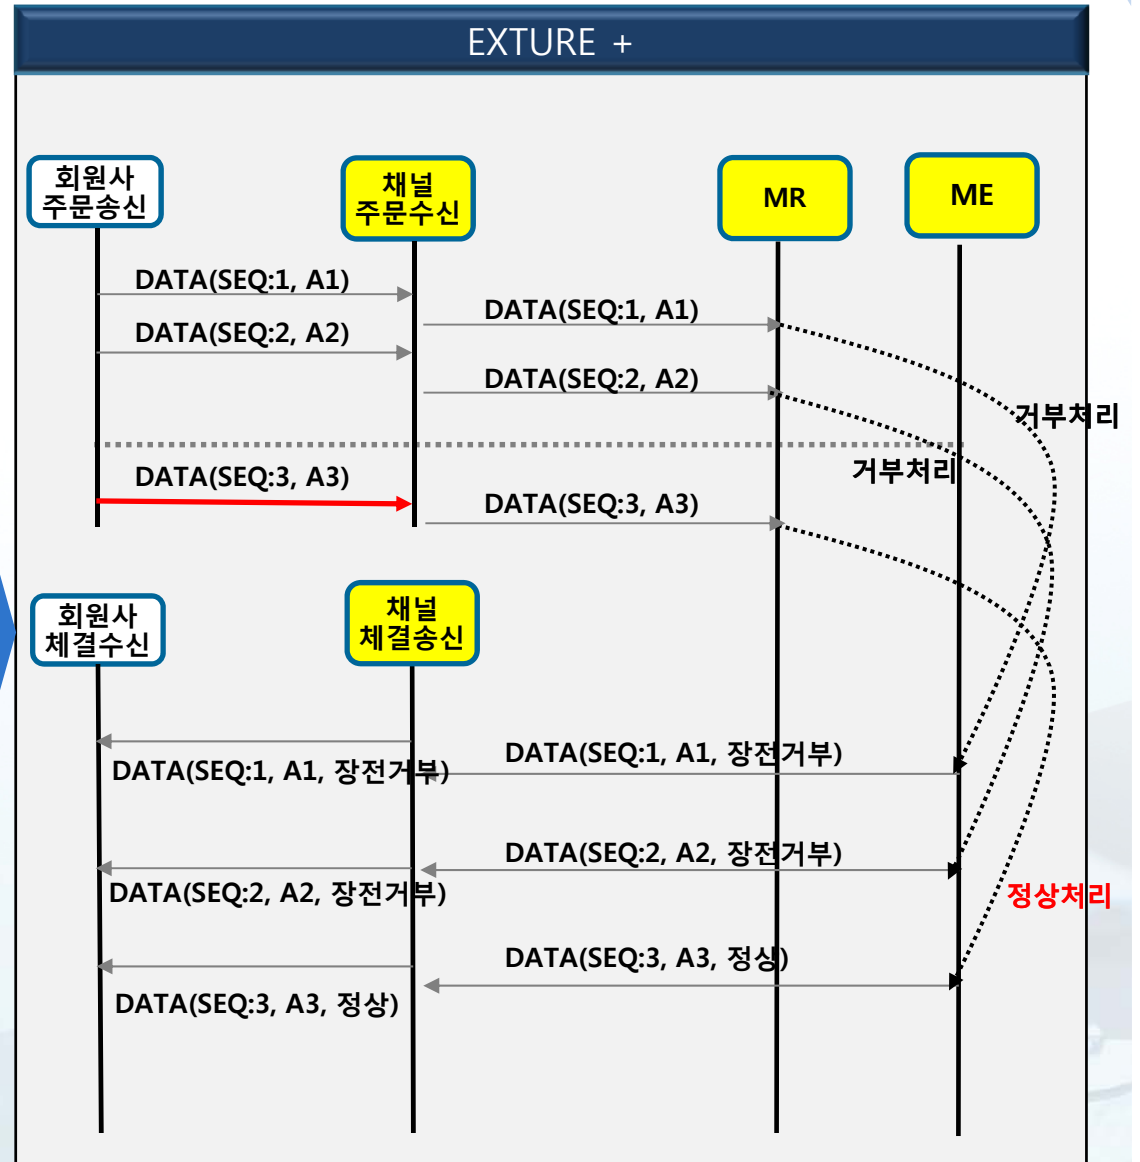 EXTURE +
회원사
주문송신
채널
주문수신
MR
ME
DATA(SEQ:1, A1)
DATA(SEQ:1, A1)
DATA(SEQ:2, A2)
DATA(SEQ:2, A2)
거부처리
거부처리
DATA(SEQ:3, A3)
DATA(SEQ:3, A3)
회원사
체결수신
채널
체결송신
DATA(SEQ:1, A1, 장전거부)
DATA(SEQ:1, A1, 장전거부)
DATA(SEQ:2, A2, 장전거부)
DATA(SEQ:2, A2, 장전거부)
정상처리
DATA(SEQ:3, A3, 정상)
DATA(SEQ:3, A3, 정상)